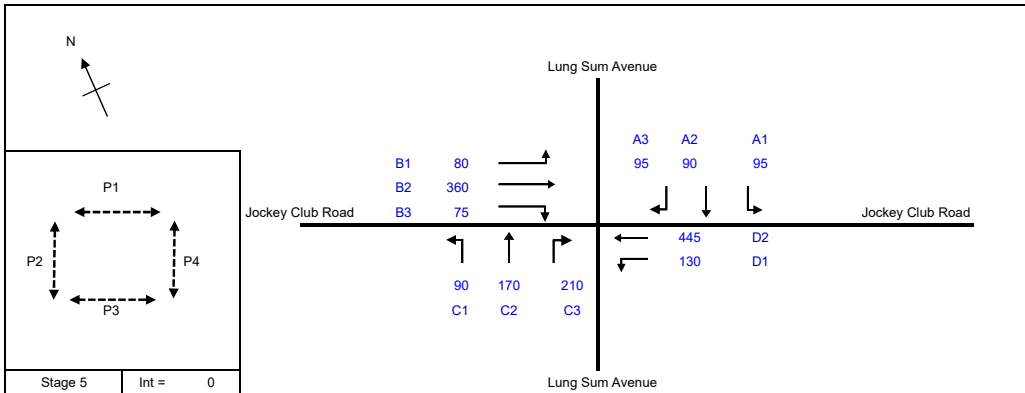 N
Lung Sum Avenue
A3 A2 A1
95 90 95
B1 80
B2 360
B3 75
P1
P2
P4
P3
Jockey Club Road
Jockey Club Road
445 D2
130 D1
90 170 210
C1 C2 C3
Stage 5 Int = 0
Lung Sum Avenue